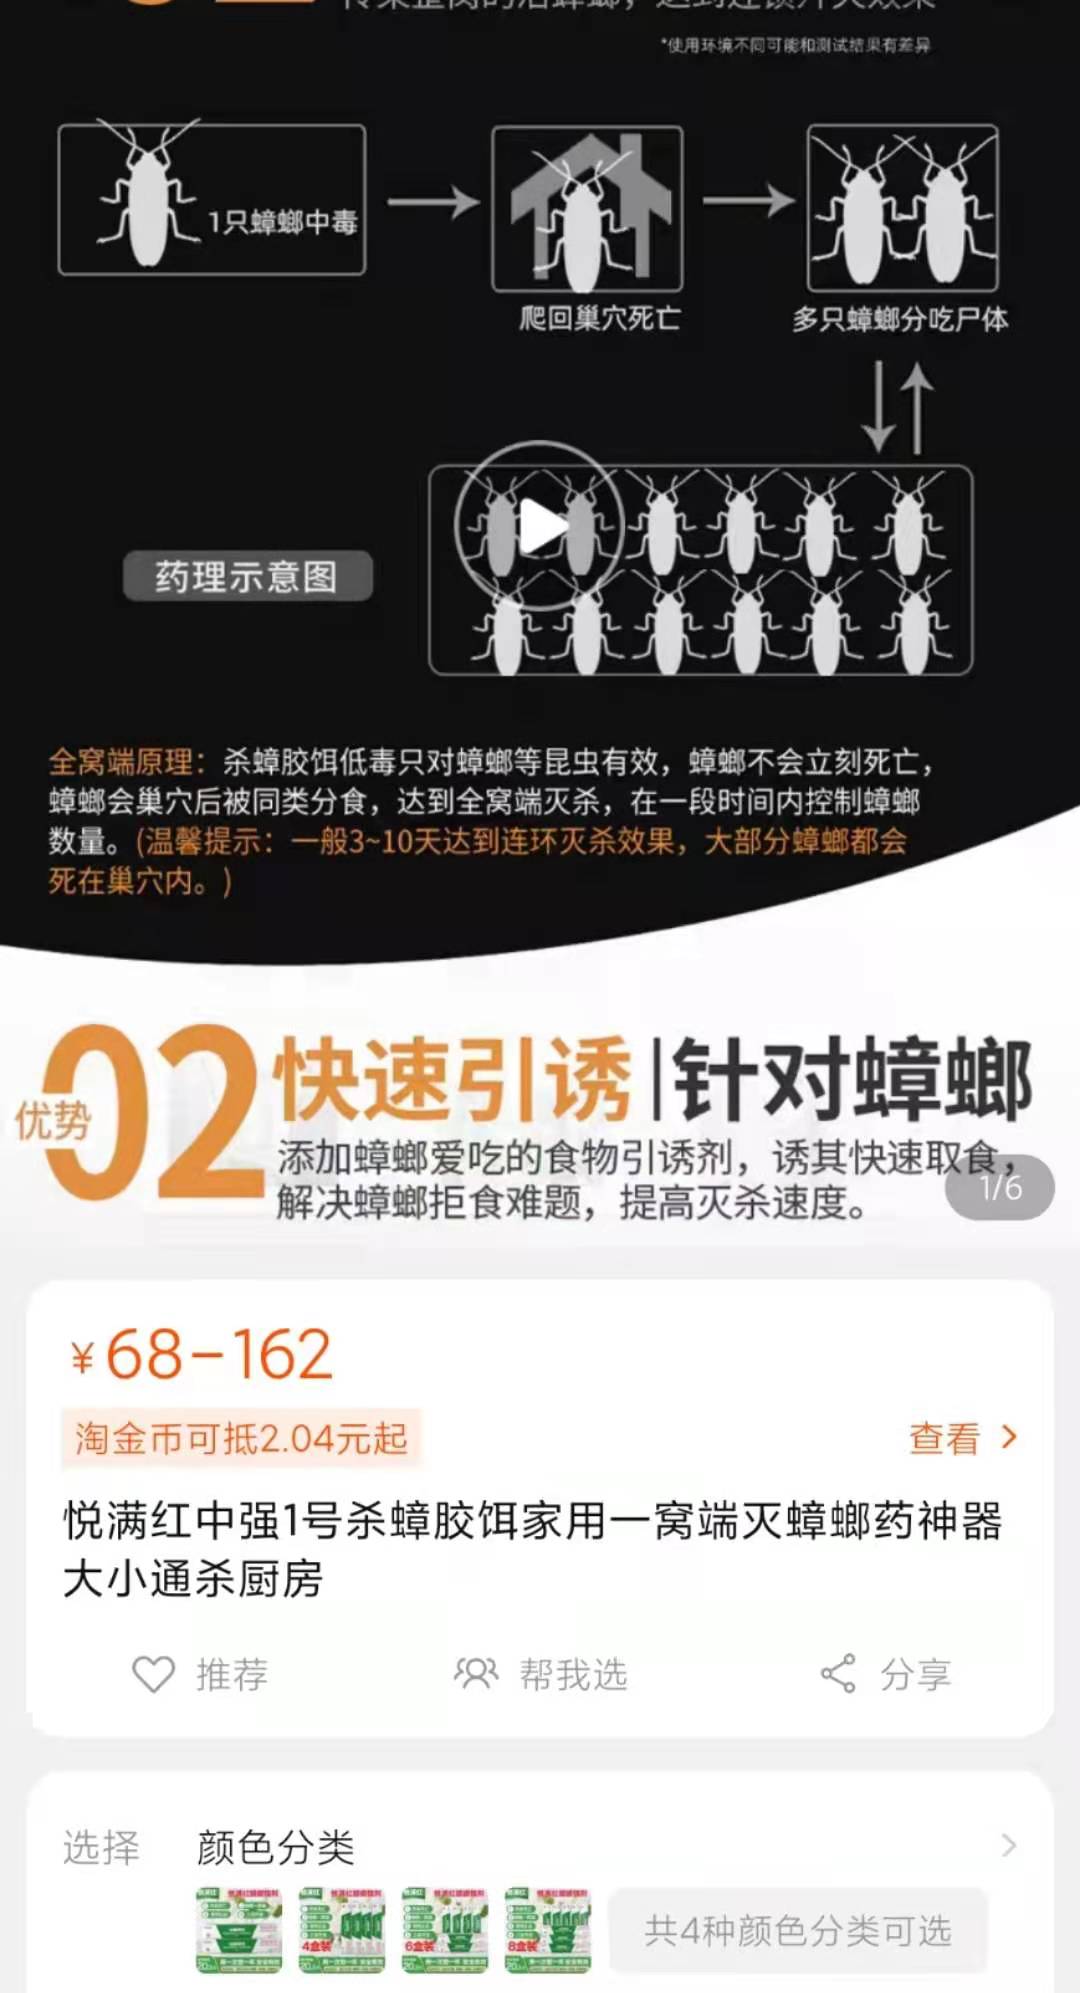 *使用环境不同可能和测试结果有差异
1只蟑螂中毒
爬回巢穴死亡
多只蟑螂分吃尸体
药理示意图
全窝端原理：杀蟑胶饵低毒只对蟑螂等昆虫有效，蟑螂不会立刻死亡，
蟑螂会巢穴后被同类分食，达到全窝端灭杀，在一段时间内控制蟑螂
数量。(温馨提示：一般3~10天达到连环灭杀效果，大部分蟑螂都会
死在巢穴内。)
优势
02
快速引诱|针对蟑螂
添加蟑螂爱吃的食物引诱剂，诱其快速取食，
解决蟑螂拒食难题，提高灭杀速度。
1/6
¥68-162
淘金币可抵2.04元起
查看
悦满红中强1号杀蟑胶饵家用一窝端灭蟑螂药神器
大小通杀厨房
推荐
帮我选
分享
选择
颜色分类
4盒装
6盒装
8盒装
共4种颜色分类可选